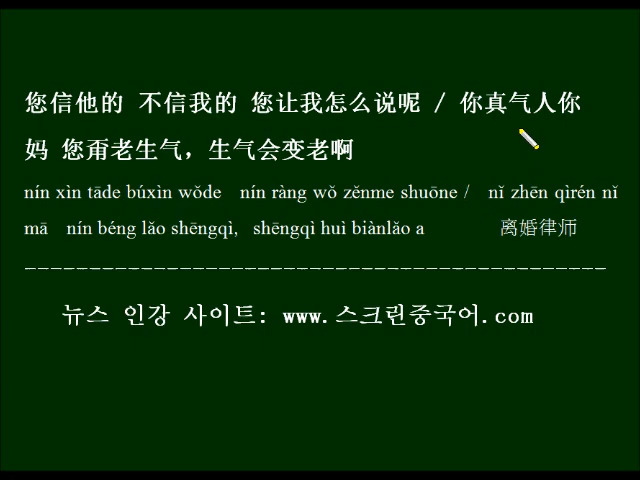 您信他的 不信我的 您让我怎么说呢 / 你真气人你
妈 您甭老生气，生气会变老啊
nín xìn tāde búxìn wǒde nín ràng wǒ zěnme shuōne / nǐ zhēn qìrén nǐ
mā nín béng lǎo shēngqì, shēngqì huì biànlǎo a 离婚律师
뉴스 인강 사이트: www.스크린중국어.com